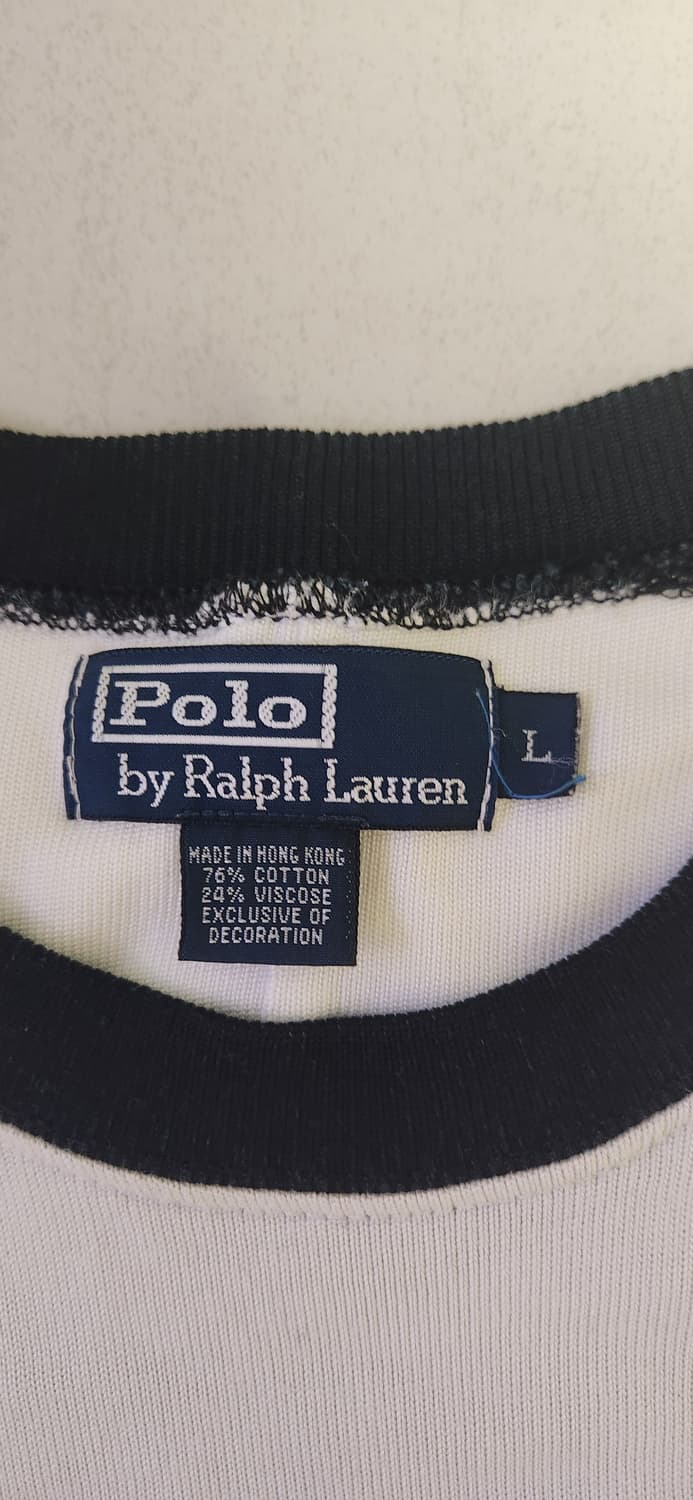 Polo
by Ralph Lauren
L
MADE IN HONG KONG
76% COTTON
24% VISCOSE
EXCLUSIVE OF
DECORATION